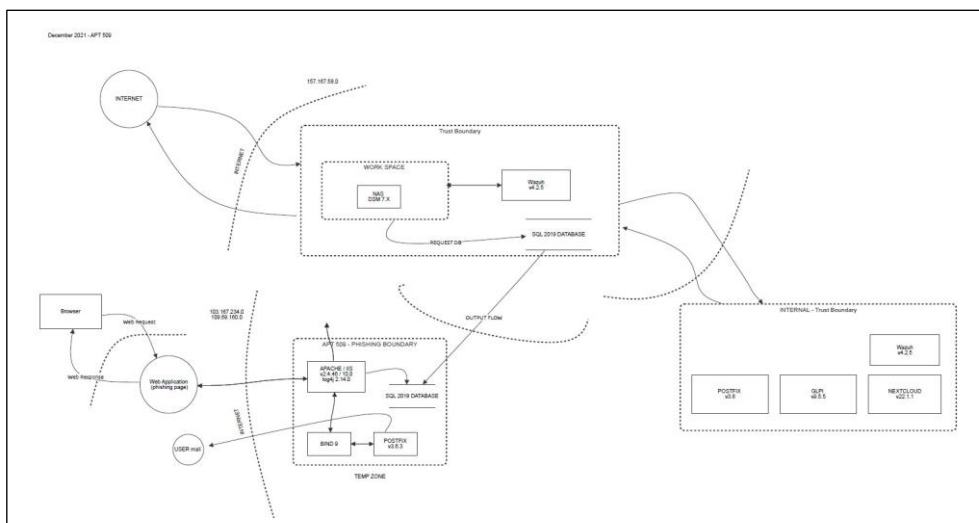 December 2021 - APT 509
157.167.59.0
INTERNET
INTERNET
Trust Boundary
WORK SPACE
NAS
DSM 7.X
Wazuh
v4.2.5
REQUEST DB
SQL 2019 DATABASE
Browser
Web Request
Web Response
Web Application
(phishing page)
103.167.234.0
109.69.160.0
INTERNET
USER mail
OUTPUT FLOW
APT 509 - PHISHING BOUNDARY
APACHE / IIS
v2.4.46 / 10.0
log4j 2.14.0
SQL 2019 DATABASE
BIND 9
POSTFIX
v3.6.3
TEMP ZONE
INTERNAL - Trust Boundary
Wazuh
v4.2.5
POSTFIX
v3.6
GLPI
v9.5.5
NEXTCLOUD
v22.1.1